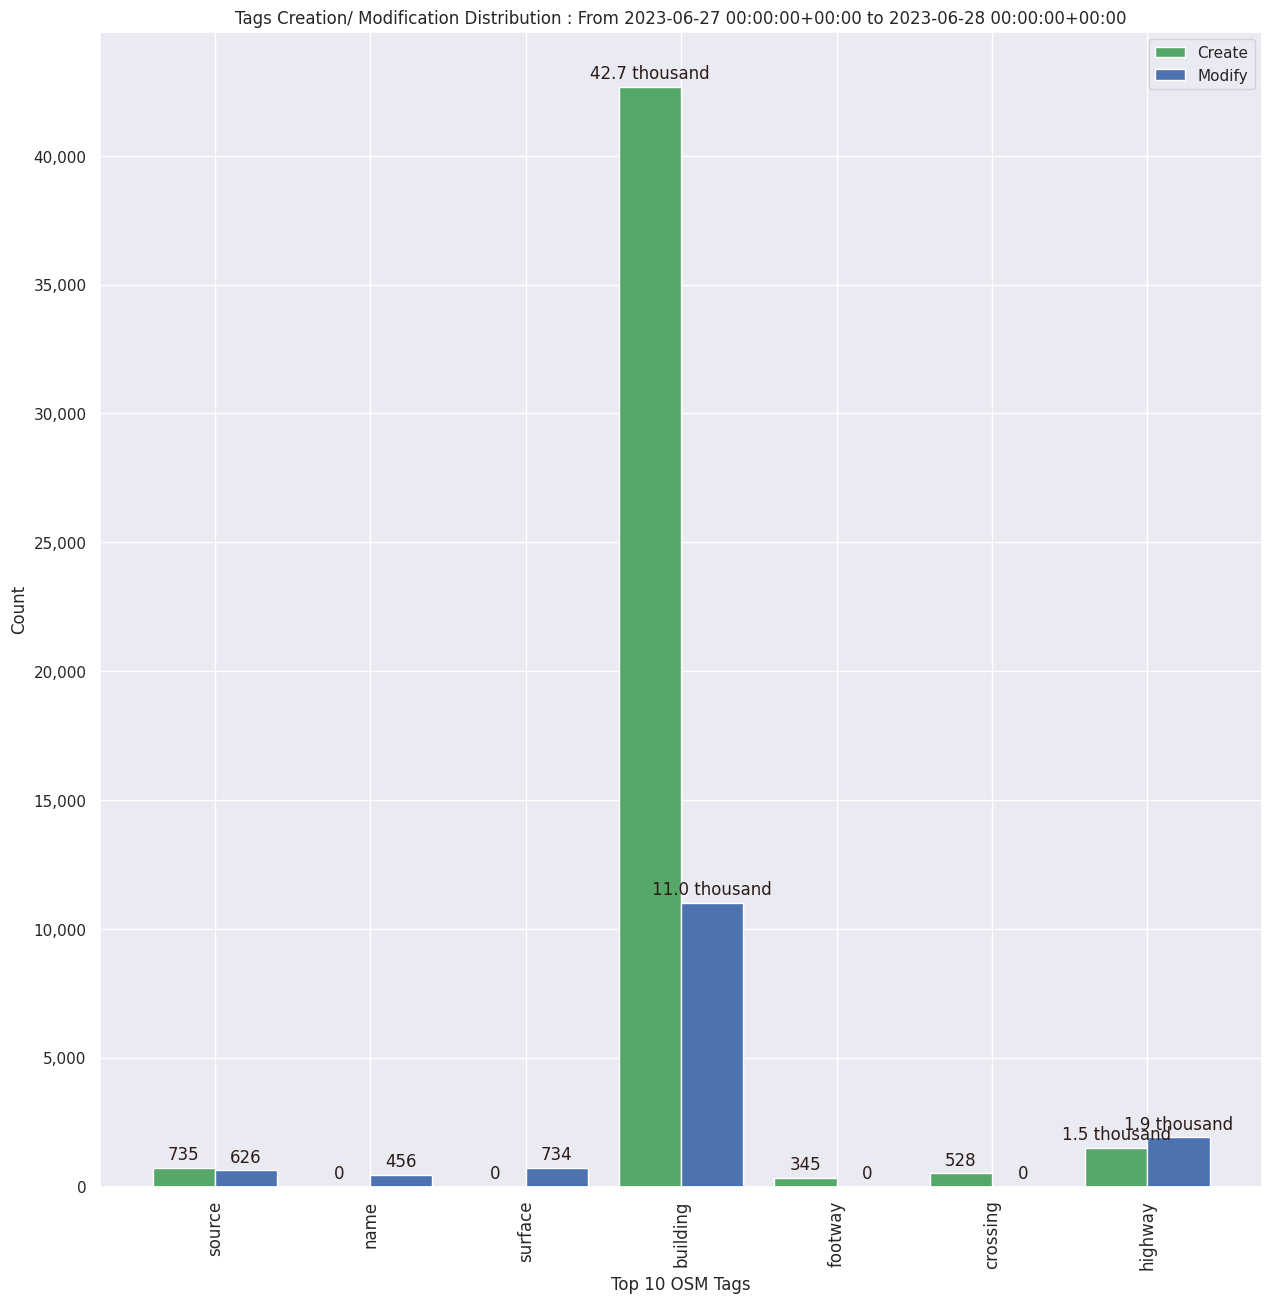 Tags Creation/ Modification Distribution : From 2023-06-27 00:00:00+00:00 to 2023-06-28 00:00:00+00:00
Create
Modify
42.7 thousand
40,000
35,000
30,000
25,000
20,000
15,000
10,000
5,000
0
Count
11.0 thousand
735
626
0
456
0
734
345
0
528
0
1.5 thousand
1.9 thousand
source
name
surface
building
footway
crossing
highway
Top 10 OSM Tags